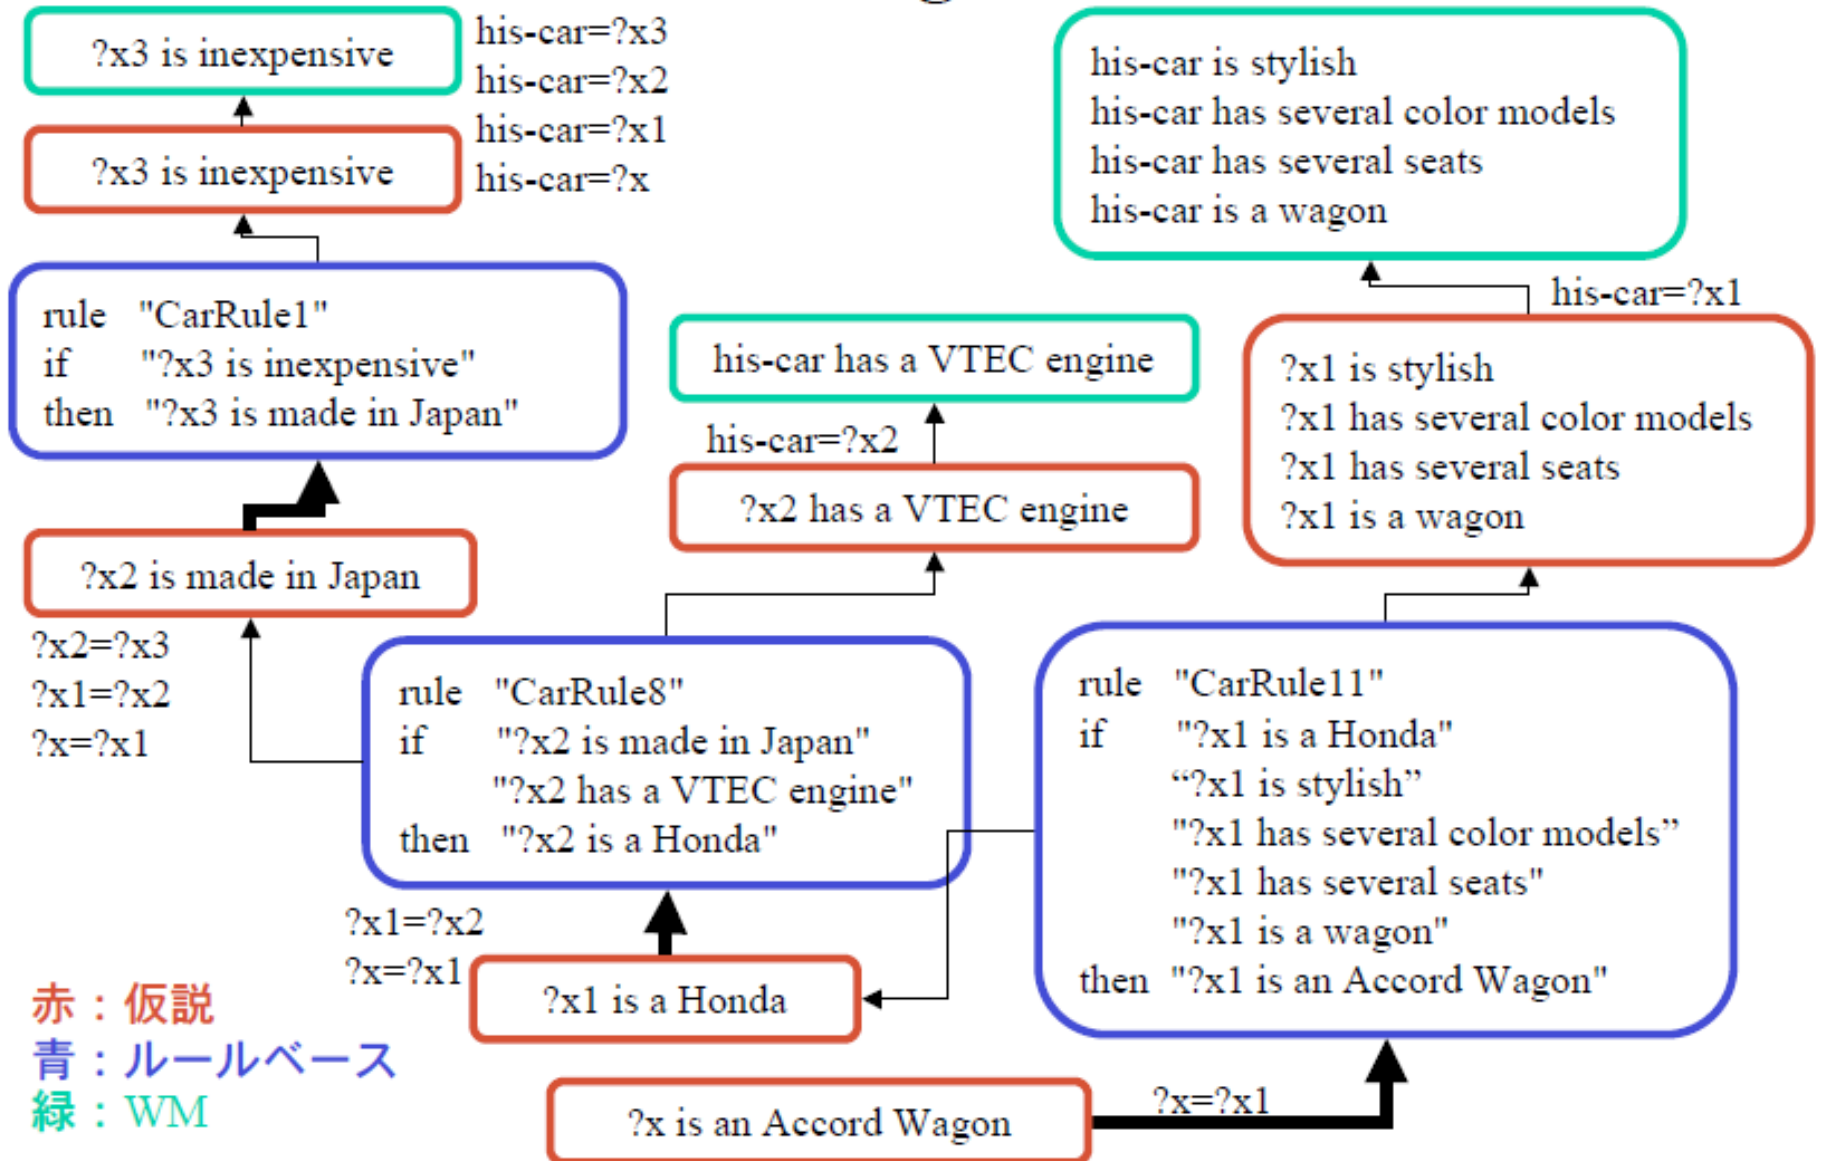 ?x3 is inexpensive
his-car=?x3
his-car=?x2
his-car=?x1
his-car=?x
?x3 is inexpensive
his-car is stylish
his-car has several color models
his-car has several seats
his-car is a wagon
rule "CarRule1"
if "?x3 is inexpensive"
then "?x3 is made in Japan"
his-car has a VTEC engine
his-car=?x2
?x2 has a VTEC engine
his-car=?x1
?x1 is stylish
?x1 has several color models
?x1 has several seats
?x1 is a wagon
?x2 is made in Japan
?x2=?x3
?x1=?x2
?x=?x1
rule "CarRule8"
if "?x2 is made in Japan"
"?x2 has a VTEC engine"
then "?x2 is a Honda"
rule "CarRule11"
if "?x1 is a Honda"
“?x1 is stylish”
"?x1 has several color models”
"?x1 has several seats"
"?x1 is a wagon"
then "?x1 is an Accord Wagon"
?x1=?x2
?x=?x1
?x1 is a Honda
?x is an Accord Wagon
?x=?x1
赤：仮説
青：ルールベース
緑：WM